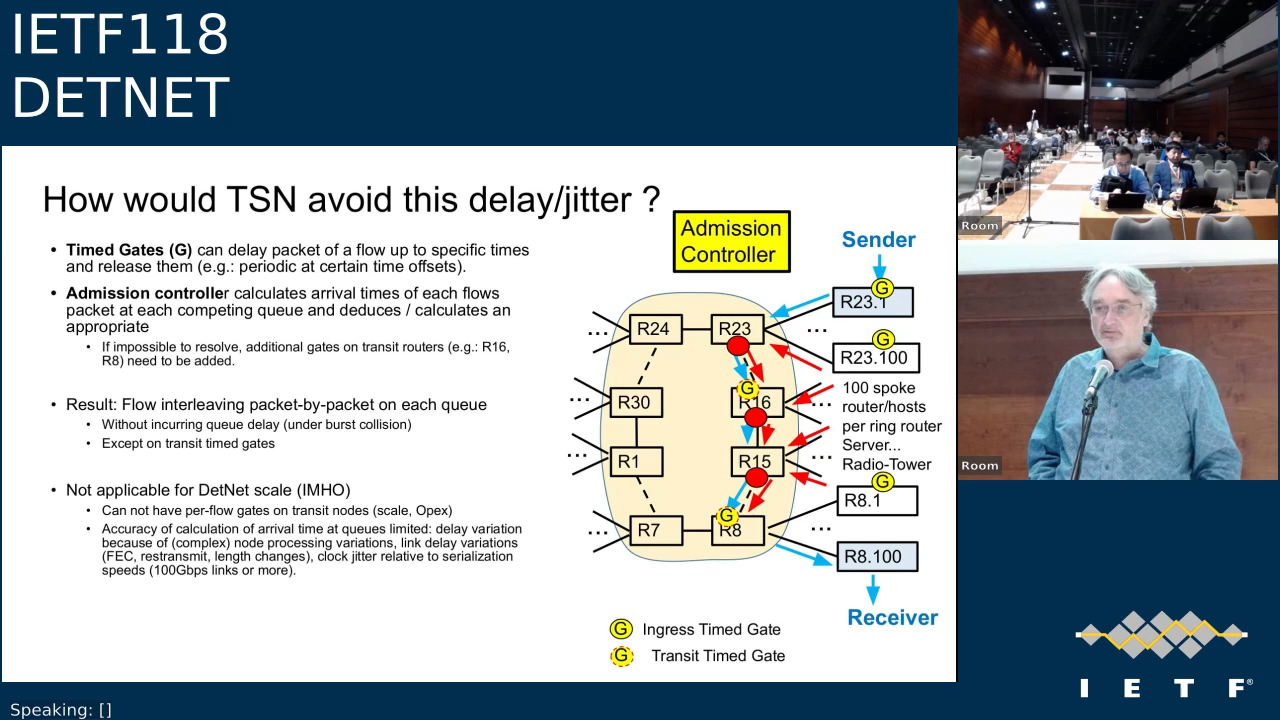 IETF118
DETNET
How would TSN avoid this delay/jitter ?
• Timed Gates (G) can delay packet of a flow up to specific times
and release them (e.g.: periodic at certain time offsets).
• Admission controller calculates arrival times of each flows
packet at each competing queue and deduces / calculates an
appropriate
• If impossible to resolve, additional gates on transit routers (e.g.: R16,
R8) need to be added.
• Result: Flow interleaving packet-by-packet on each queue
• Without incurring queue delay (under burst collision)
• Except on transit timed gates
• Not applicable for DetNet scale (IMHO)
• Can not have per-flow gates on transit nodes (scale, Opex)
• Accuracy of calculation of arrival time at queues limited: delay variation
because of (complex) node processing variations, link delay variations
(FEC, restransmit, length changes), clock jitter relative to serialization
speeds (100Gbps links or more).
Admission
Controller
Sender
G
R23.1
... R24 R23 ...
G
R23.100
G
... R30 R16 ...
100 spoke
router/hosts
per ring router
Server...
Radio-Tower
... R1 R15 ...
G
R8.1
G
... R7 R8 ...
R8.100
Receiver
G Ingress Timed Gate
G Transit Timed Gate
Room
Room
I E T F®
Speaking: []